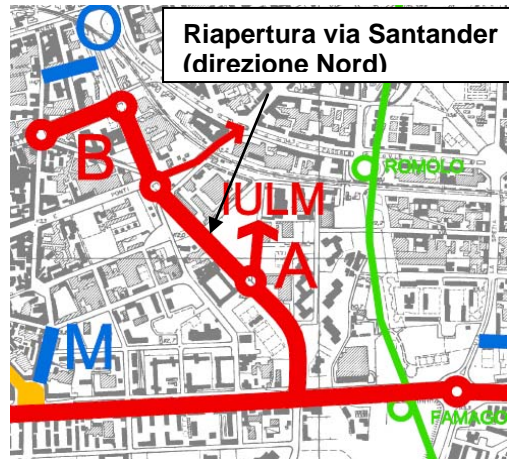 Riapertura via Santander
(direzione Nord)
O
B
ROMOLO
IULM
A
M
FAMAGO